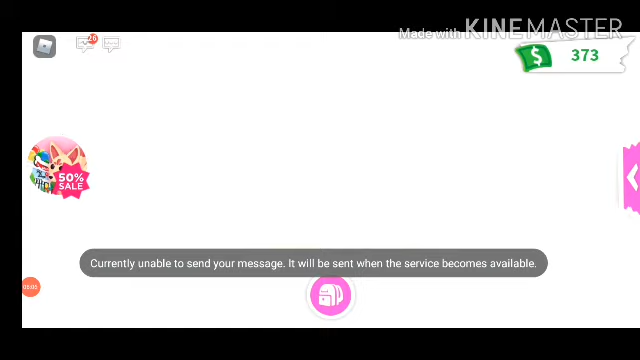 Made with KINEMASTER
26
373
50%
SALE
Currently unable to send your message. It will be sent when the service becomes available.